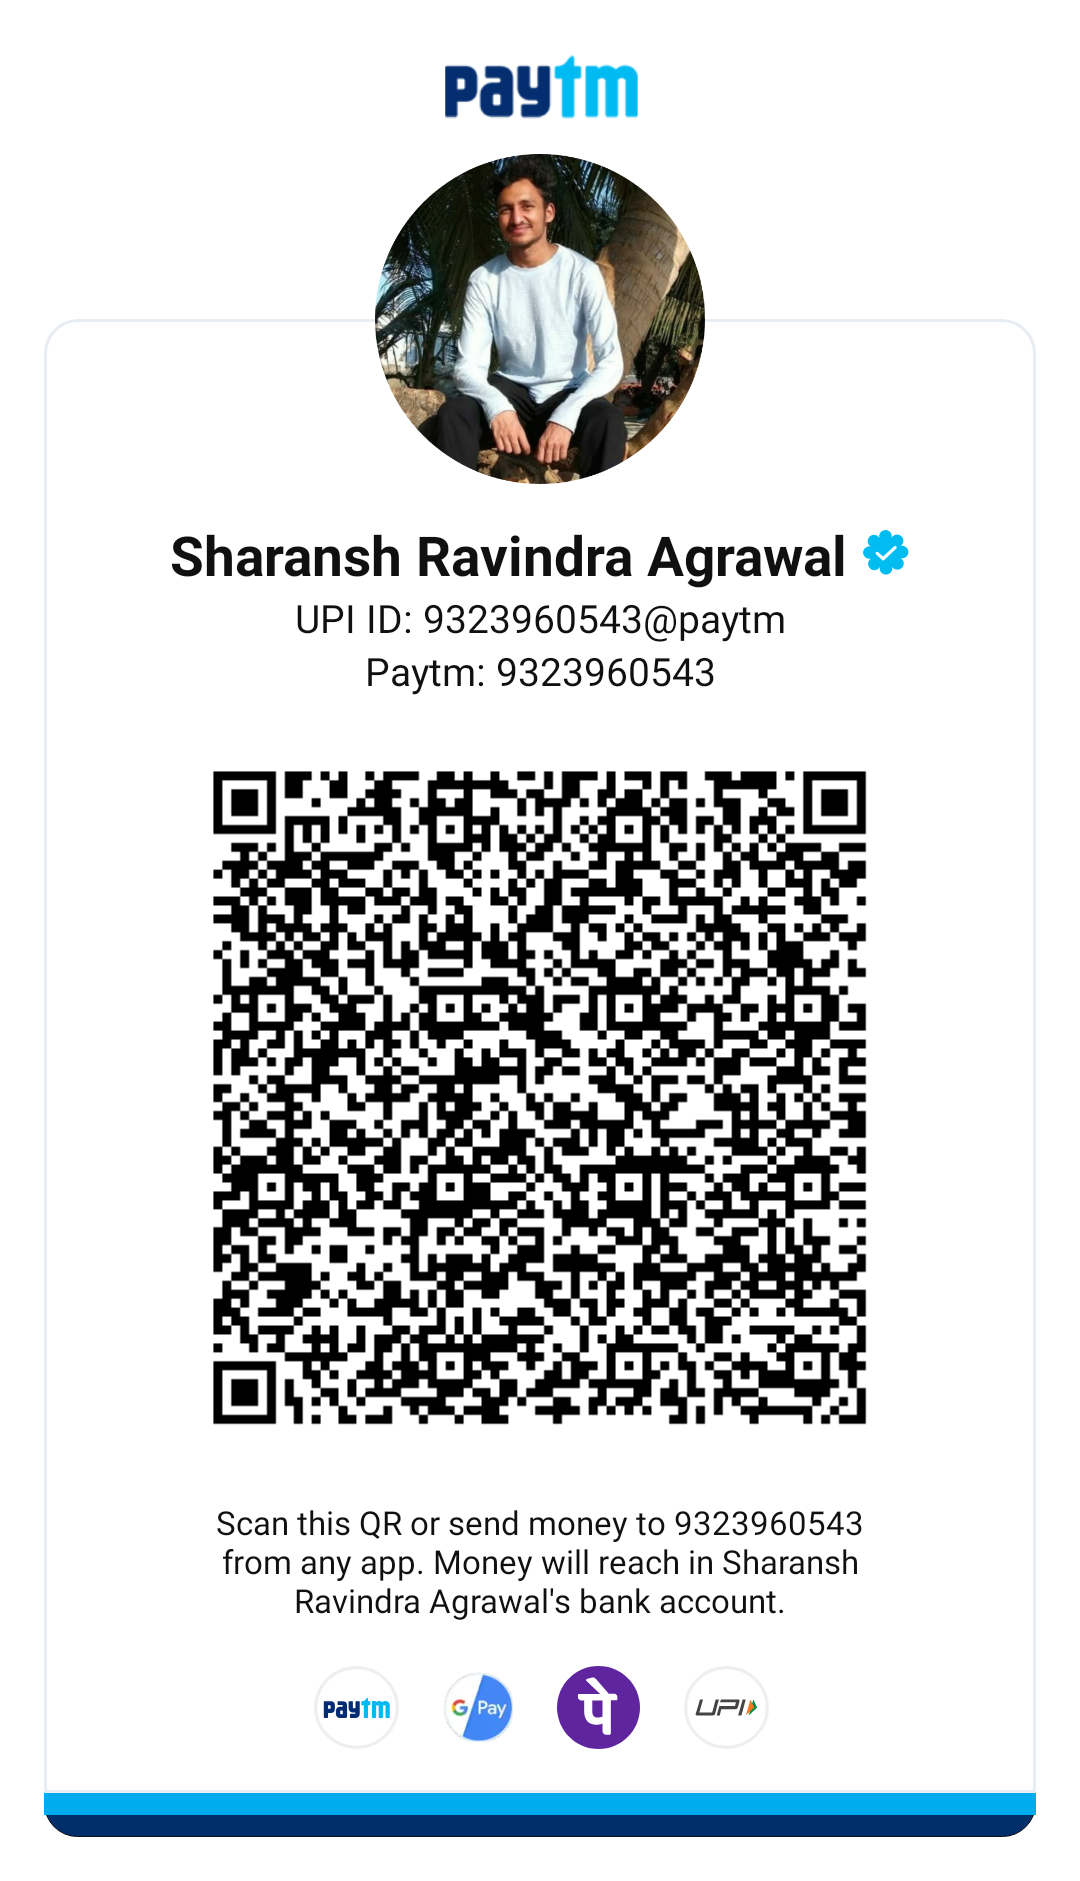 paytm
Sharansh Ravindra Agrawal
UPI ID: 9323960543@paytm
Paytm: 9323960543
Scan this QR or send money to 9323960543
from any app. Money will reach in Sharansh
Ravindra Agrawal's bank account.
paytm G Pay पे UPI